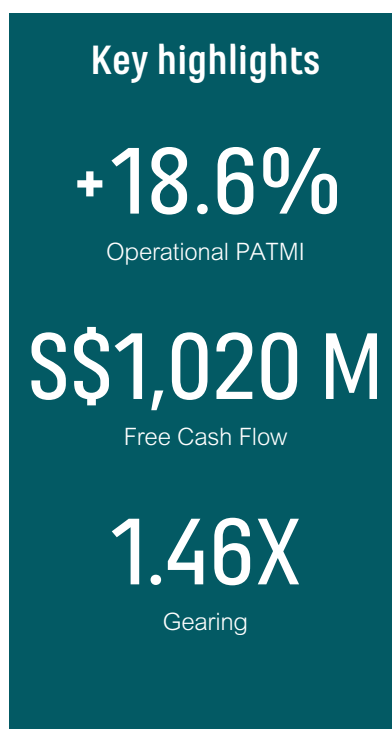 Key highlights
+18.6%
Operational PATMI
S$1,020 M
Free Cash Flow
1.46X
Gearing